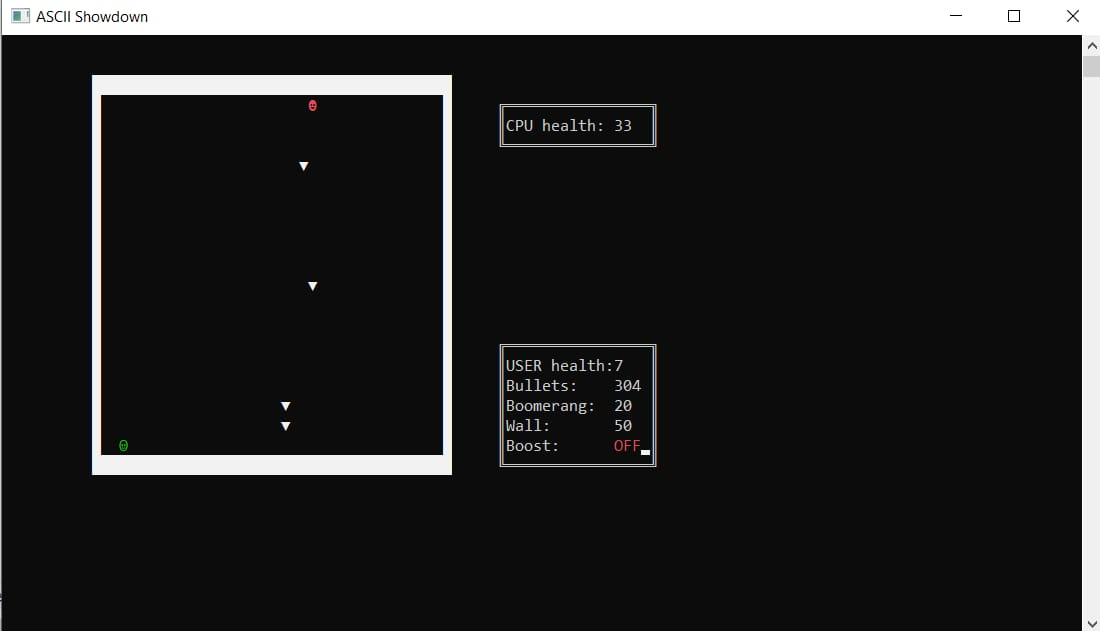 ASCII Showdown
CPU health: 33
USER health:7
Bullets: 304
Boomerang: 20
Wall: 50
Boost: OFF